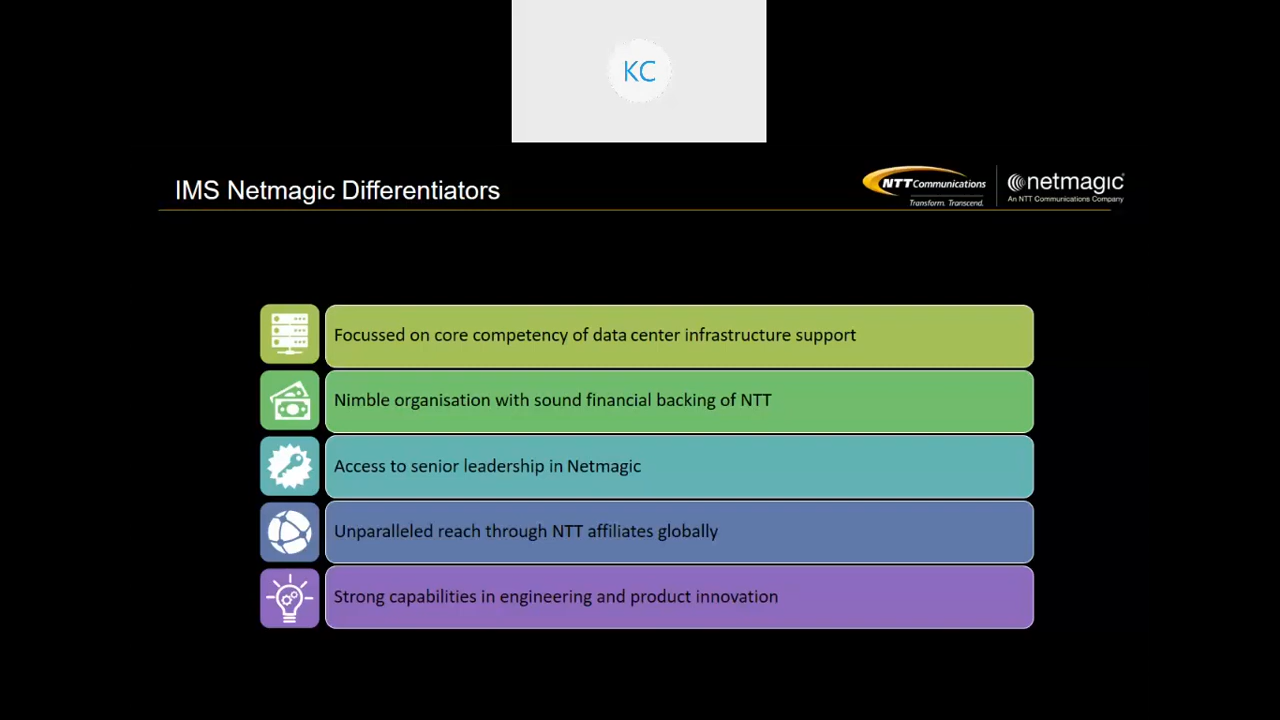 KC
IMS Netmagic Differentiators
NTT Communications
Transform. Transcend.
netmagic
An NTT Communications Company
Focussed on core competency of data center infrastructure support
Nimble organisation with sound financial backing of NTT
Access to senior leadership in Netmagic
Unparalleled reach through NTT affiliates globally
Strong capabilities in engineering and product innovation